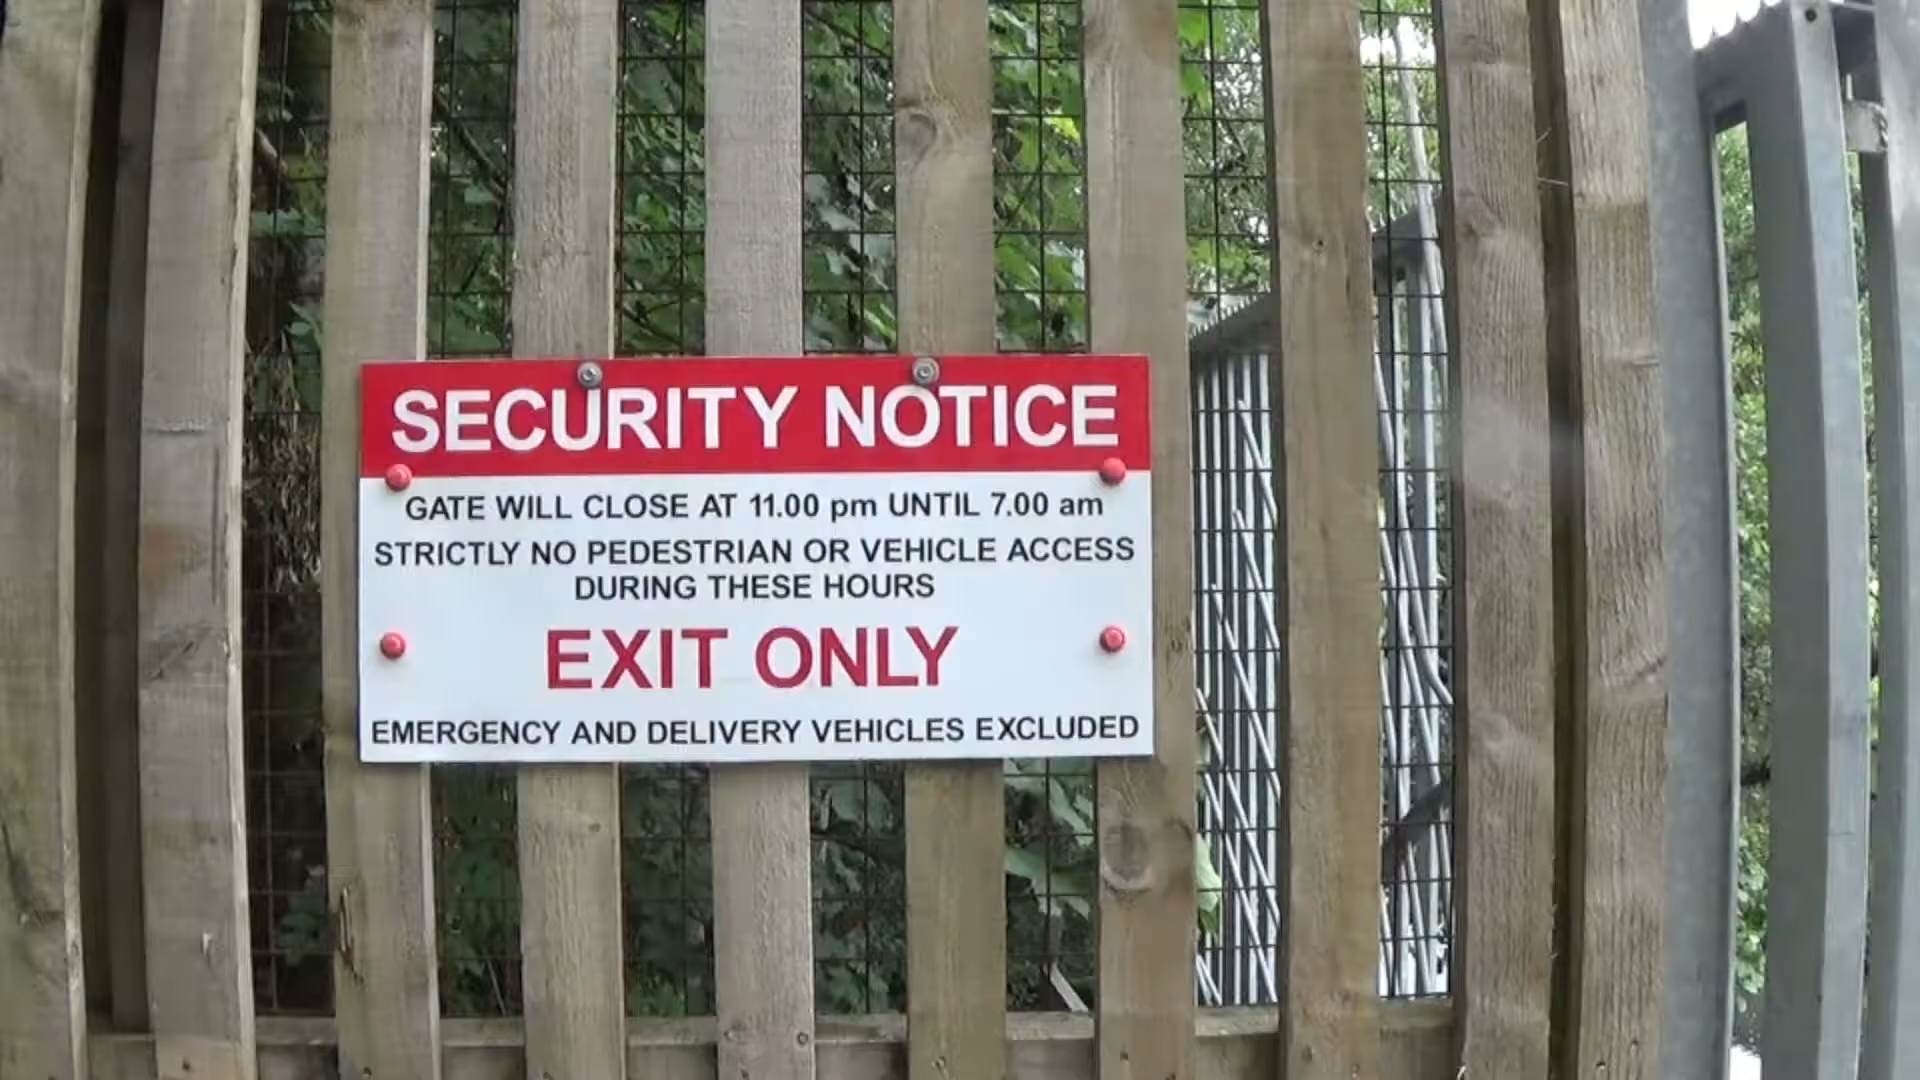 SECURITY NOTICE
GATE WILL CLOSE AT 11.00 pm UNTIL 7.00 am
STRICTLY NO PEDESTRIAN OR VEHICLE ACCESS
DURING THESE HOURS
EXIT ONLY
EMERGENCY AND DELIVERY VEHICLES EXCLUDED